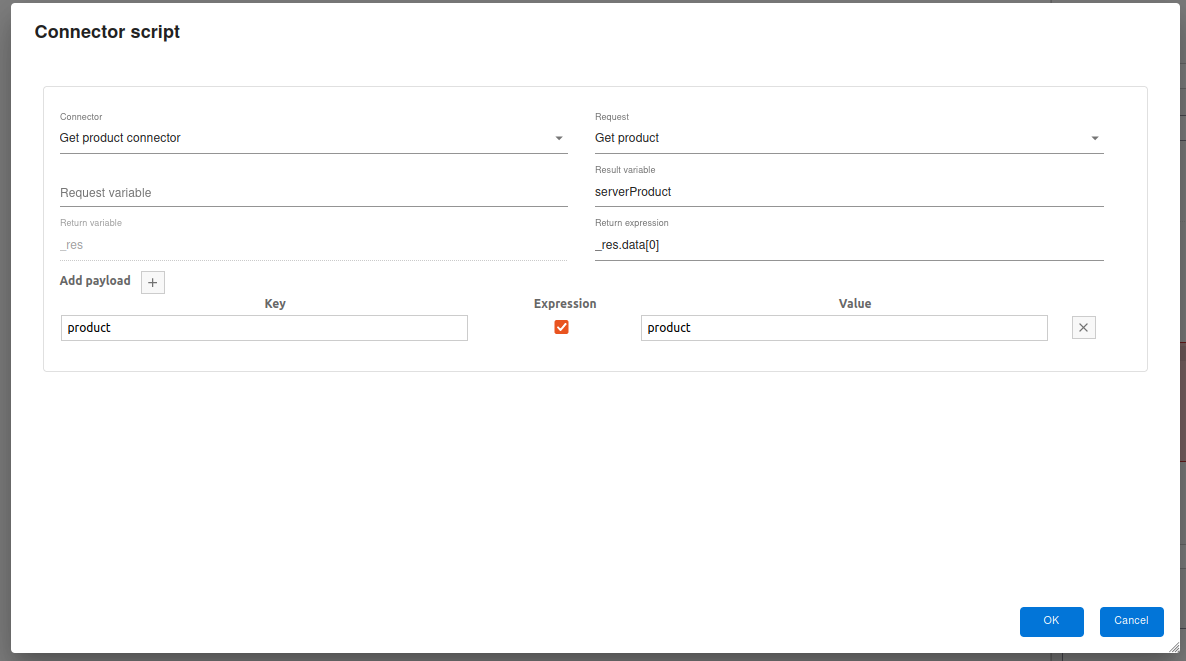 Connector script
Connector Request
Get product connector Get product
Result variable
Request variable serverProduct
Return variable Return expression
_res _res.data[0]
Add payload +
Key Expression Value
product product
OK Cancel